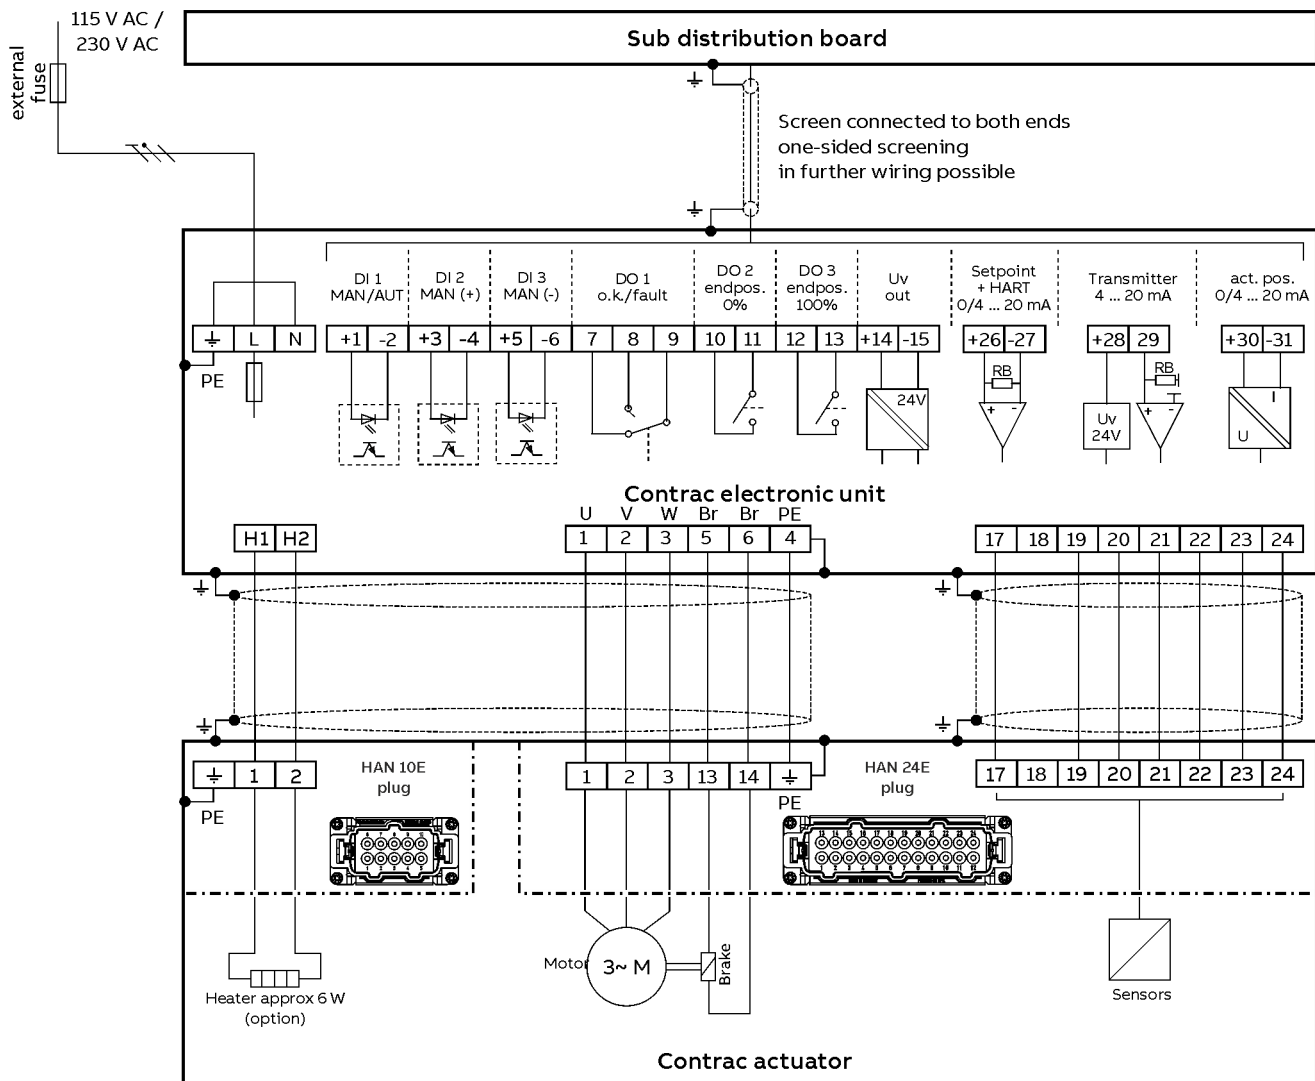 115 V AC /
230 V AC
external
fuse
Sub distribution board
Screen connected to both ends
one-sided screening
in further wiring possible
DI 1
MAN/AUT
DI 2
MAN (+)
DI 3
MAN (-)
DO 1
o.k./fault
DO 2
endpos.
0%
DO 3
endpos.
100%
Uv
out
Setpoint
+ HART
0/4 ... 20 mA
Transmitter
4 ... 20 mA
act. pos.
0/4 ... 20 mA
L N
+1 -2 +3 -4 +5 -6 7 8 9 10 11 12 13 +14 -15
+26 -27
+28 29
+30 -31
PE
RB
RB
24V
+ -
Uv
24V
+ -
I
U
Contrac electronic unit
U V W Br Br PE
H1 H2
1 2 3 5 6 4
17 18 19 20 21 22 23 24
1 2
PE
HAN 10E
plug
1 2 3 13 14
PE
HAN 24E
plug
17 18 19 20 21 22 23 24
Motor
3~ M
Brake
Heater approx 6 W
(option)
Sensors
Contrac actuator